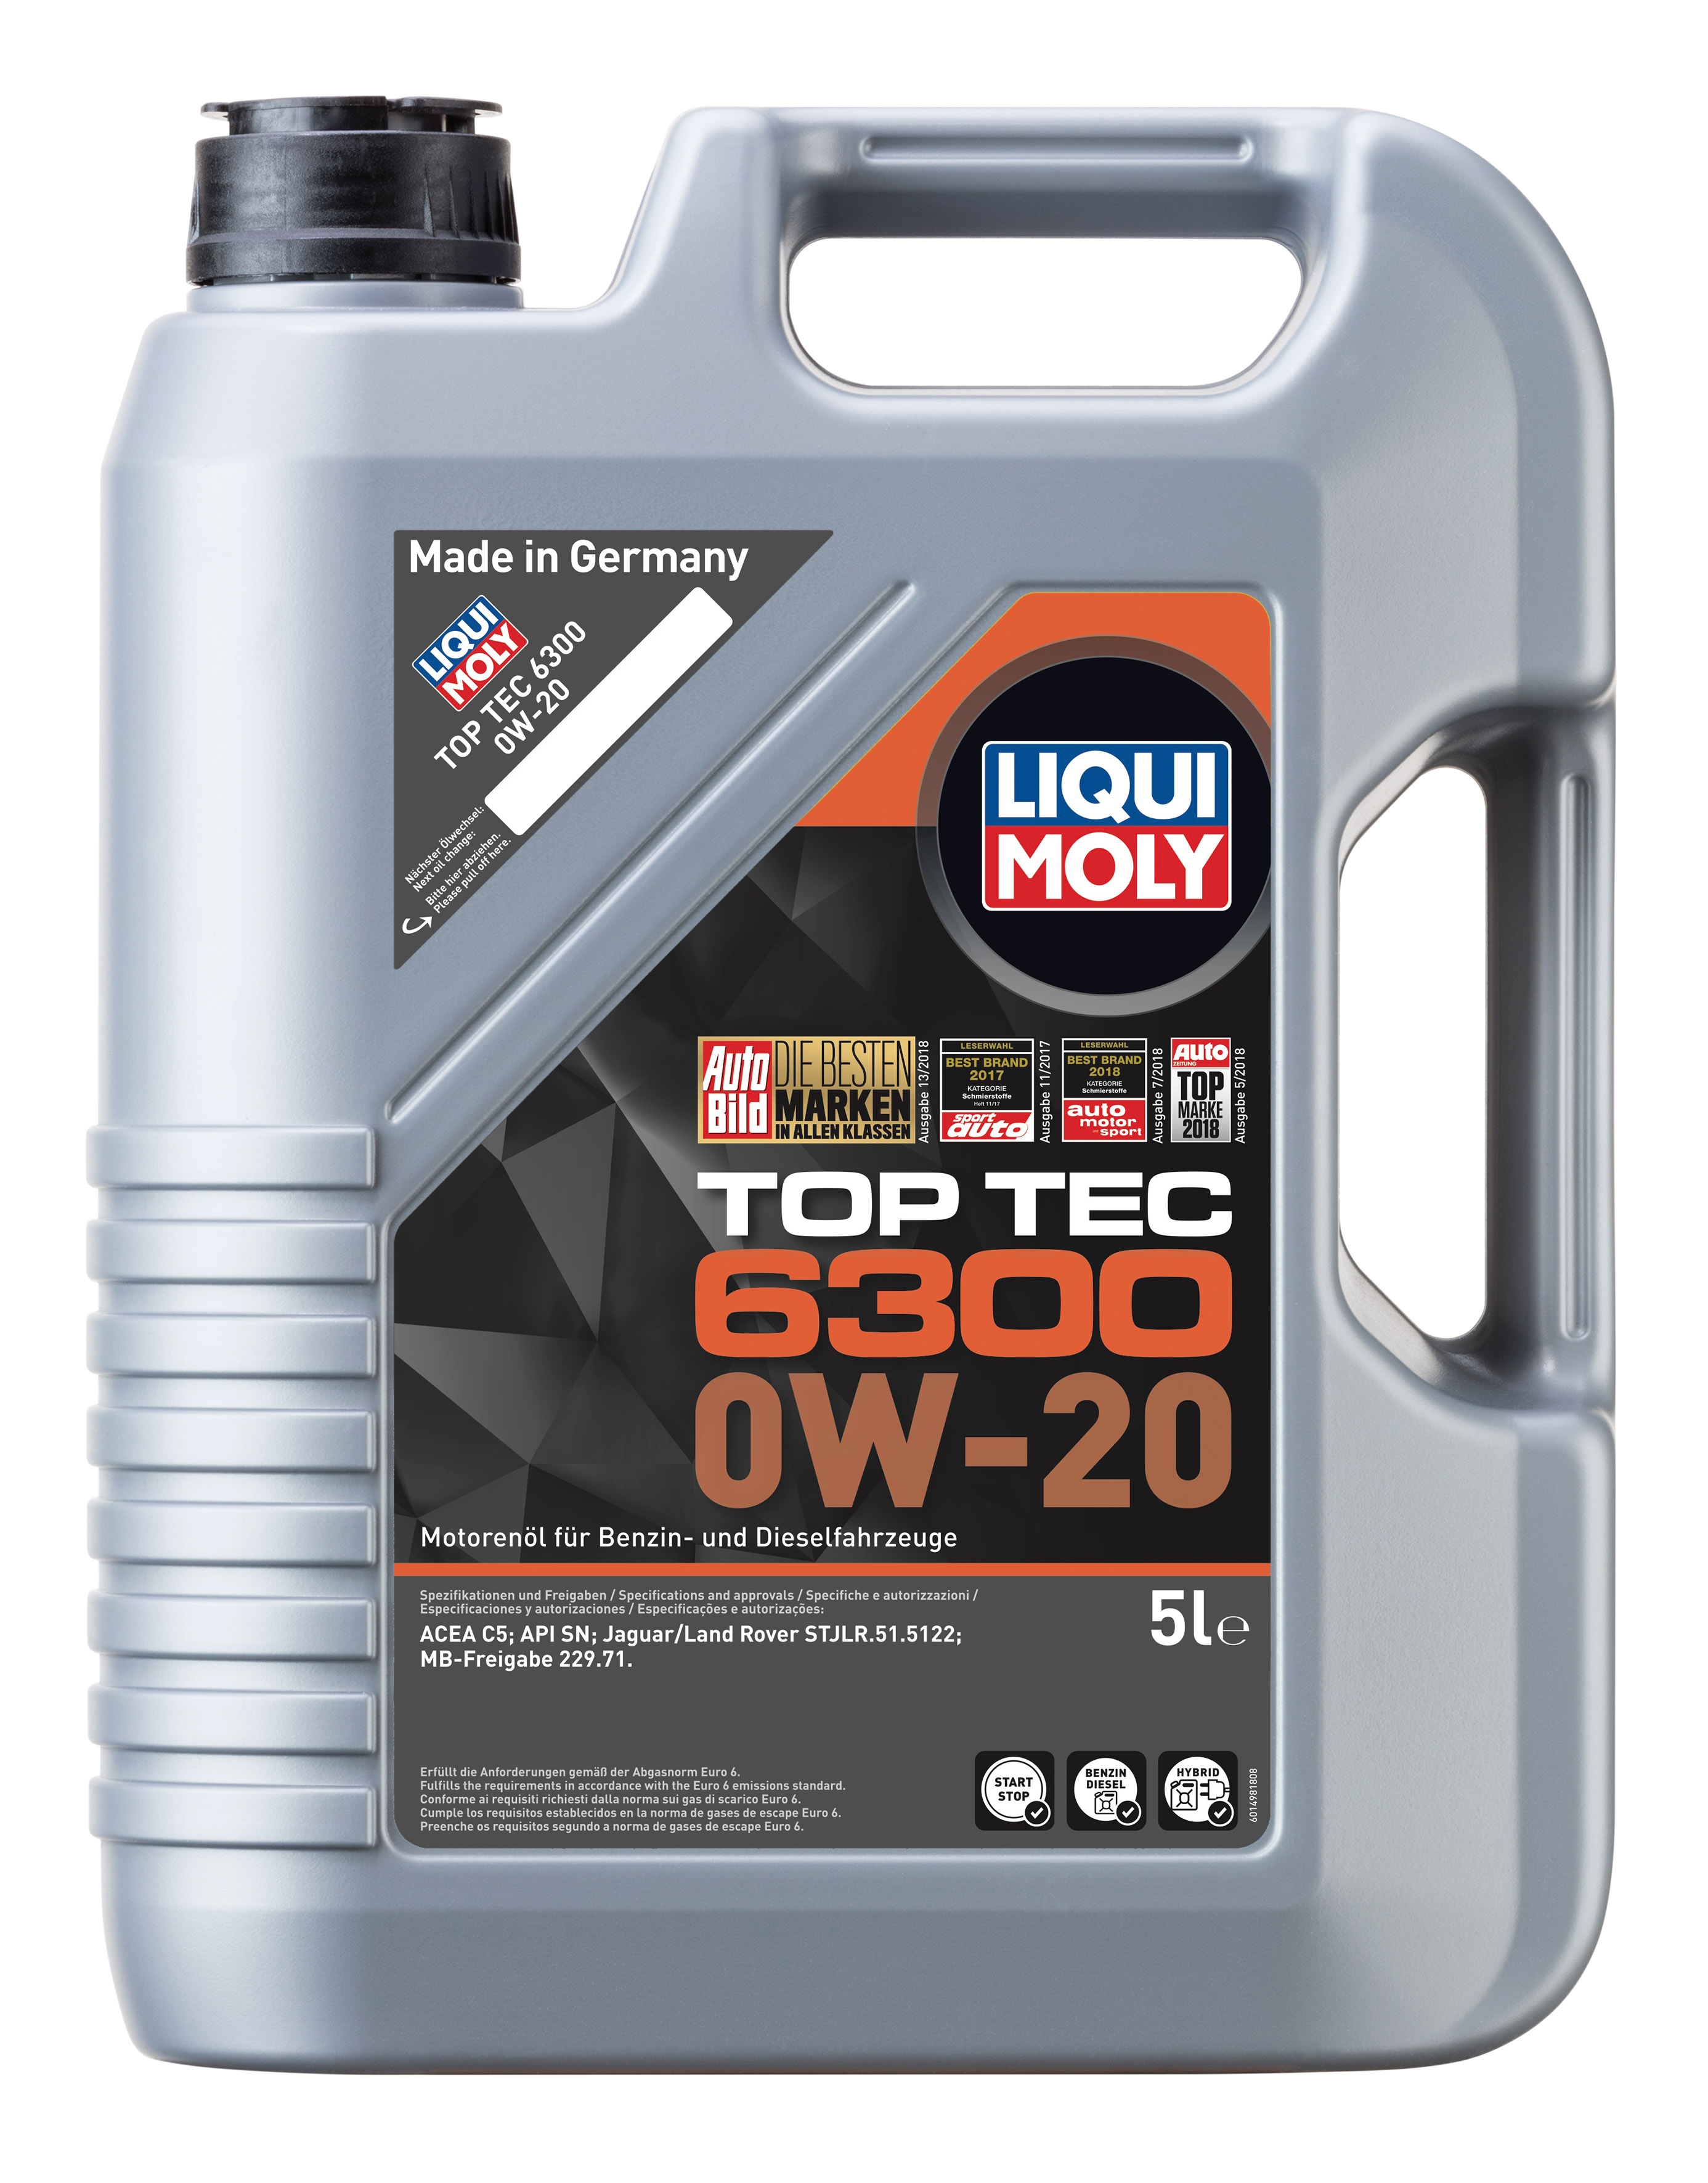 Made in Germany
LIQUI
MOLY
TOP TEC 6300
0W-20
Nächster Ölwechsel:
Next oil change:
Bitte hier abziehen.
Please pull off here.
LIQUI
MOLY
Auto
Bild
DIE BESTEN
MARKEN
IN ALLEN KLASSEN
Ausgabe 13/2018
LESERWAHL
BEST BRAND
2017
KATEGORIE
Schmierstoffe
Heft 11/17
sport
auto
Ausgabe 11/2017
LESERWAHL
BEST BRAND
2018
KATEGORIE
Schmierstoffe
auto
motor
sport
Ausgabe 7/2018
Auto
ZEITUNG
TOP
MARKE
2018
Ausgabe 5/2018
TOP TEC
6300
0W-20
Motorenöl für Benzin- und Dieselfahrzeuge
Spezifikationen und Freigaben / Specifications and approvals / Specifiche e autorizzazioni /
Especificaciones y autorizaciones / Especificações e autorizações:
ACEA C5; API SN; Jaguar/Land Rover STJLR.51.5122;
MB-Freigabe 229.71.
5l e
Erfüllt die Anforderungen gemäß der Abgasnorm Euro 6.
Fulfills the requirements in accordance with the Euro 6 emissions standard.
Conforme ai requisiti richiesti dalla norma sui gas di scarico Euro 6.
Cumple los requisitos establecidos en la norma de gases de escape Euro 6.
Preenche os requisitos segundo a norma de gases de escape Euro 6.
START
STOP
BENZIN
DIESEL
HYBRID
6014981808